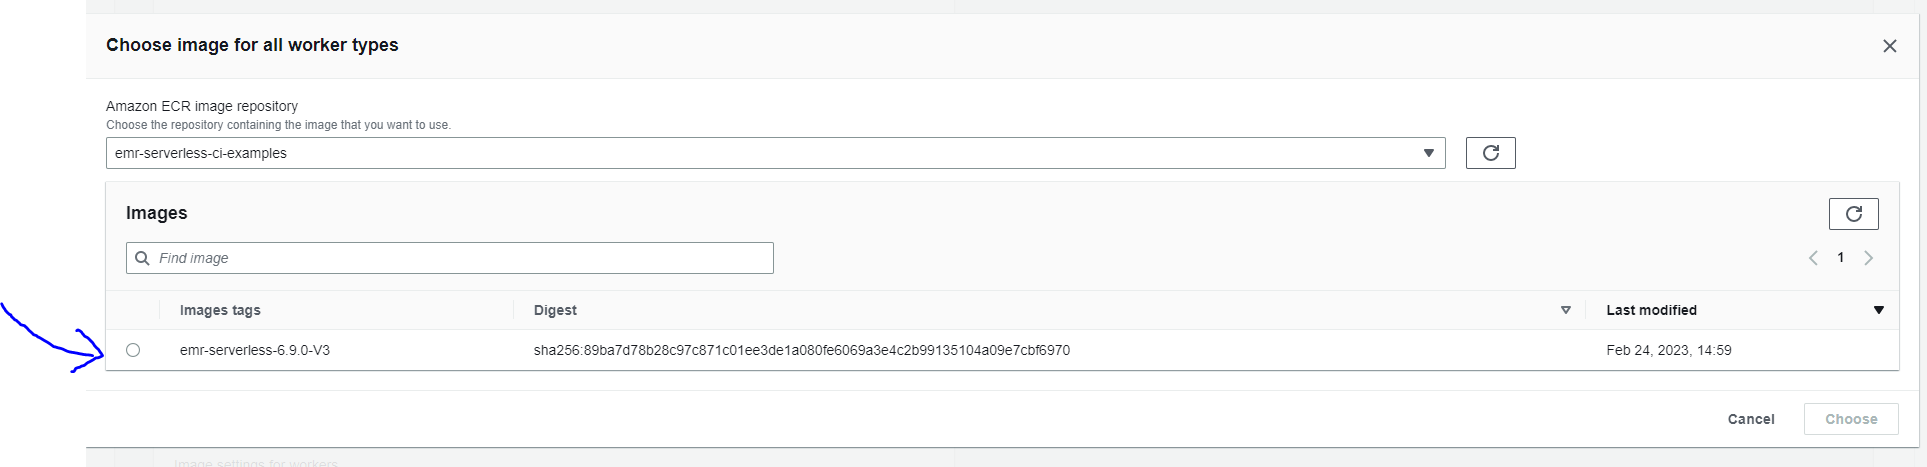 Choose image for all worker types
Amazon ECR image repository
Choose the repository containing the image that you want to use.
emr-serverless-ci-examples
Images
Find image
1
Images tags Digest Last modified
emr-serverless-6.9.0-V3 sha256:89ba7d78b28c97c871c01ee3de1a080fe6069a3e4c2b99135104a09e7cbf6970 Feb 24, 2023, 14:59
Cancel Choose
Image settings for workers